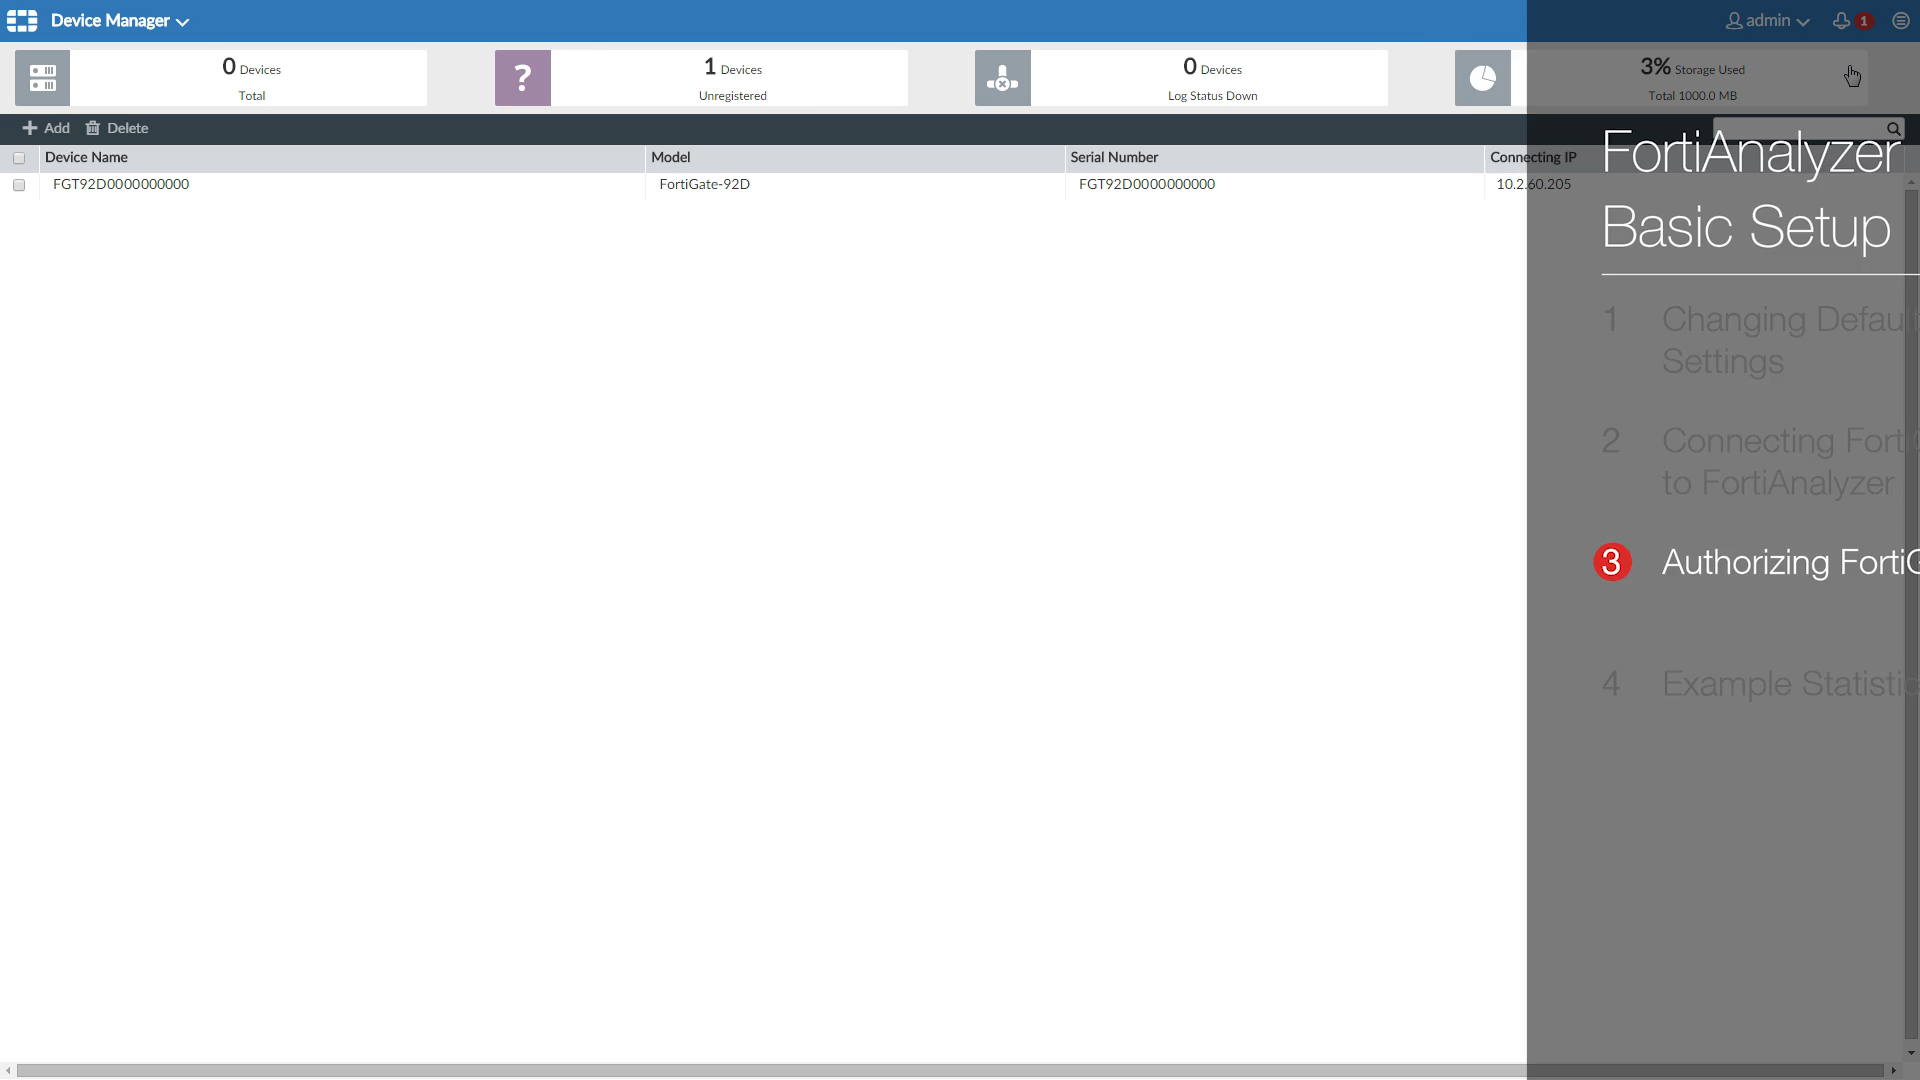 Device Manager
admin
1
0 Devices
Total
?
1 Devices
Unregistered
0 Devices
Log Status Down
3% Storage Used
Total 1000.0 MB
Add Delete
Device Name Model Serial Number Connecting IP
FGT92D0000000000 FortiGate-92D FGT92D0000000000 10.2.60.205
FortiAnalyzer
Basic Setup
1 Changing Defau
Settings
2 Connecting Forti
to FortiAnalyzer
3 Authorizing FortiG
4 Example Statistic